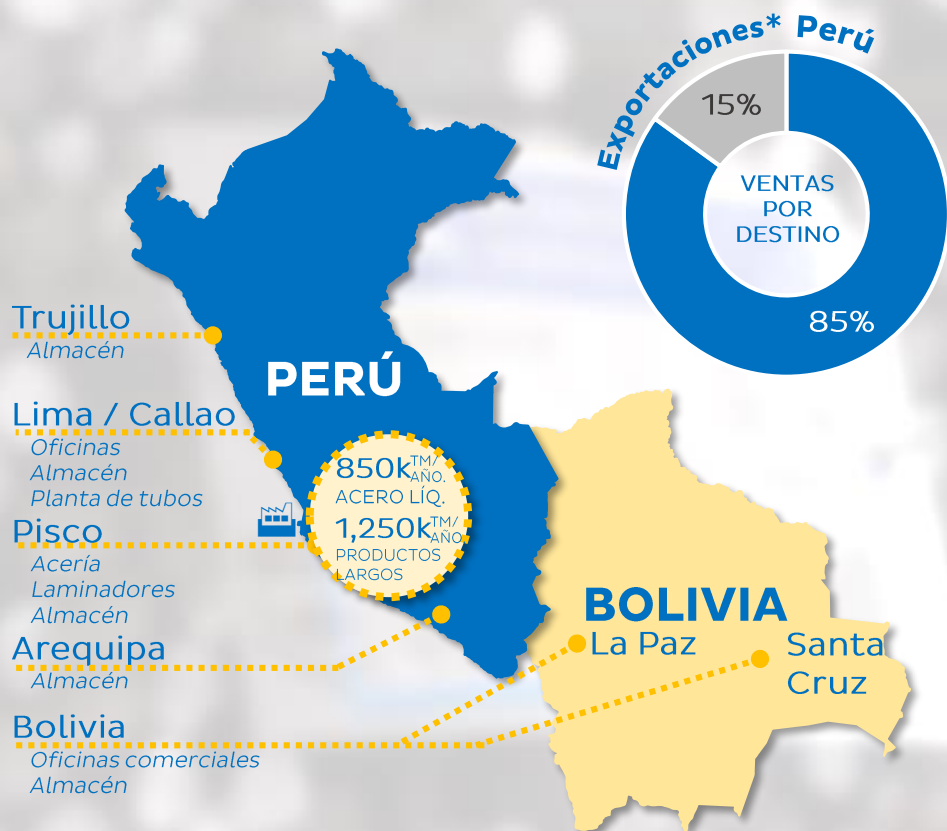 Exportaciones* Perú
15%
VENTAS
POR
DESTINO
85%
Trujillo
Almacén
PERÚ
Lima / Callao
Oficinas
Almacén
Planta de tubos
850k TM/
AÑO.
ACERO LÍQ.
1,250k TM/
AÑO
PRODUCTOS
LARGOS
Pisco
Acería
Laminadores
Almacén
Arequipa
Almacén
BOLIVIA
La Paz
Santa
Cruz
Bolivia
Oficinas comerciales
Almacén